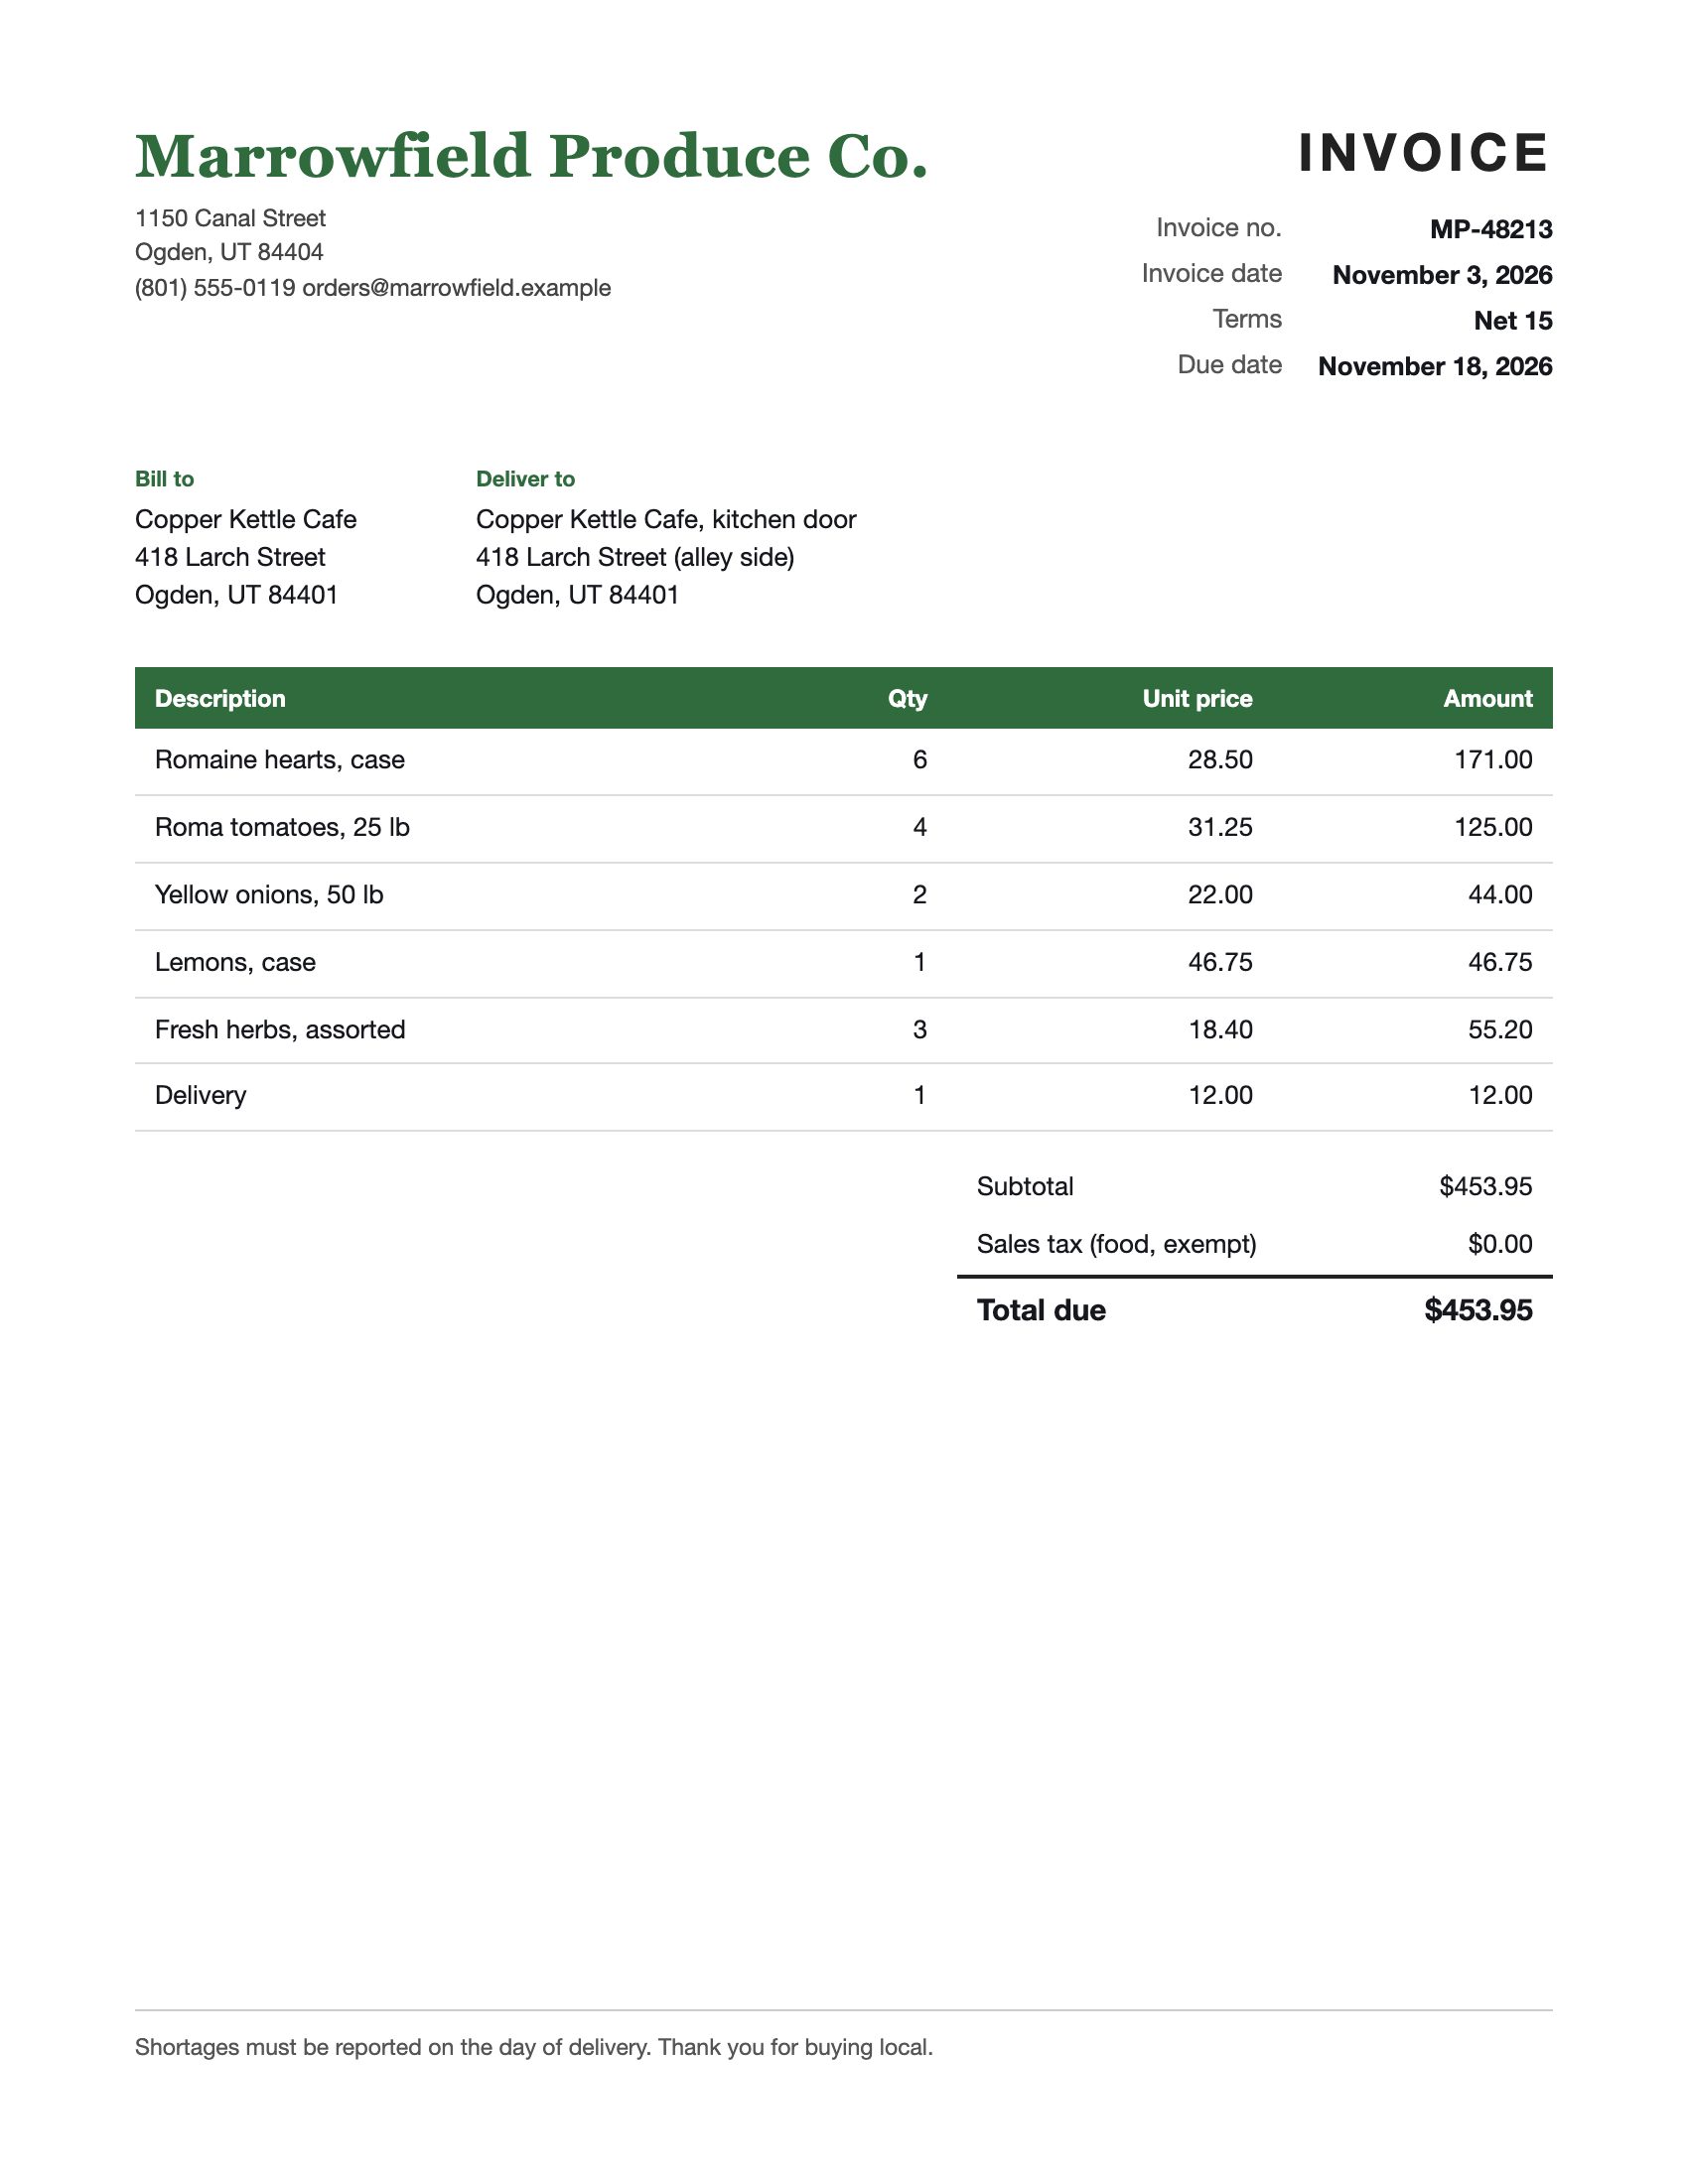 Marrowfield Produce Co.
1150 Canal Street
Ogden, UT 84404
(801) 555-0119 orders@marrowfield.example
INVOICE
Invoice no. MP-48213
Invoice date November 3, 2026
Terms Net 15
Due date November 18, 2026
Bill to
Copper Kettle Cafe
418 Larch Street
Ogden, UT 84401
Deliver to
Copper Kettle Cafe, kitchen door
418 Larch Street (alley side)
Ogden, UT 84401
Description Qty Unit price Amount
Romaine hearts, case 6 28.50 171.00
Roma tomatoes, 25 lb 4 31.25 125.00
Yellow onions, 50 lb 2 22.00 44.00
Lemons, case 1 46.75 46.75
Fresh herbs, assorted 3 18.40 55.20
Delivery 1 12.00 12.00
Subtotal $453.95
Sales tax (food, exempt) $0.00
Total due $453.95
Shortages must be reported on the day of delivery. Thank you for buying local.